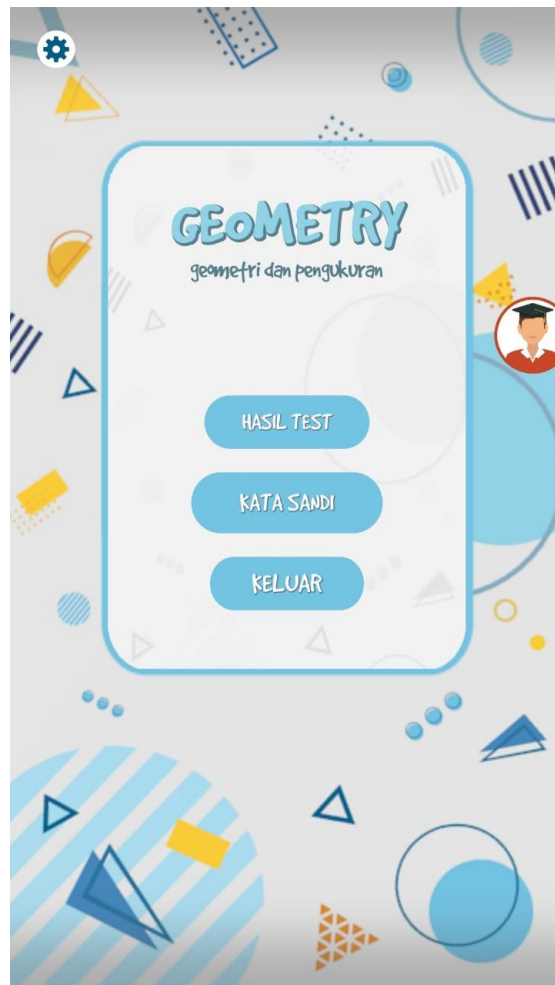 GEOMETRY
geometri dan pengukuran
HASIL TEST
KATA SANDI
KELUAR